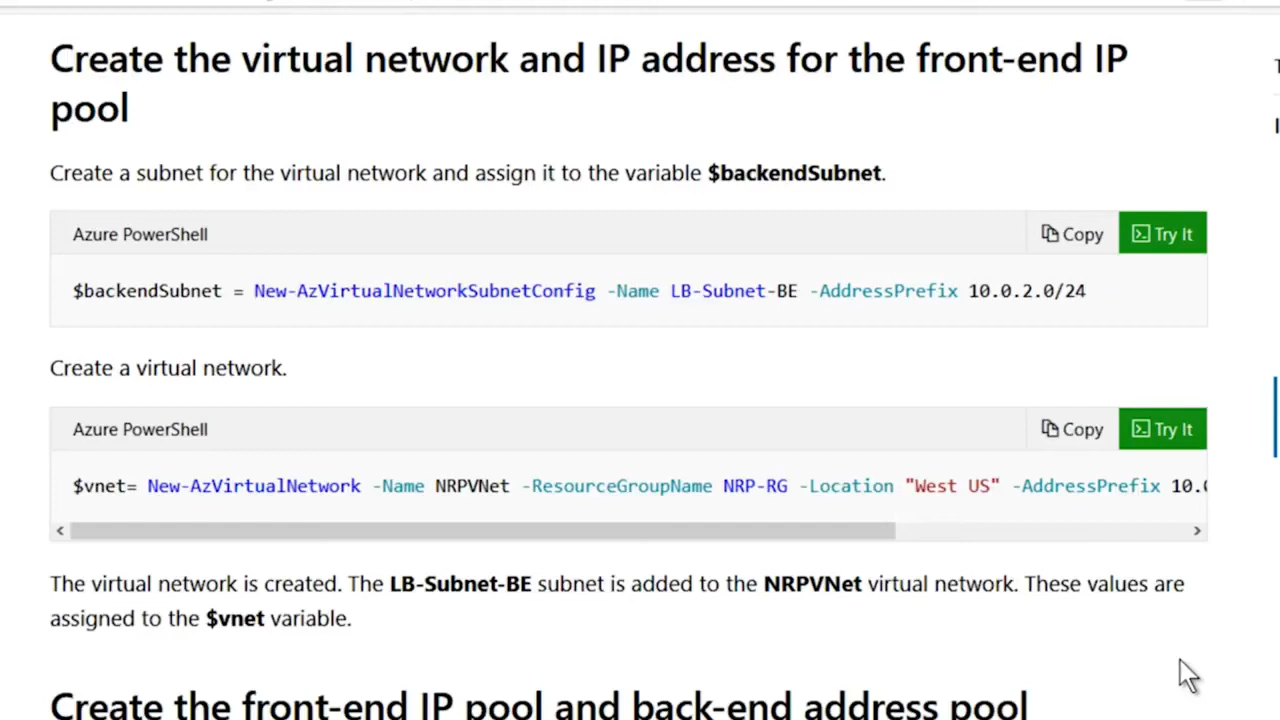 Create the virtual network and IP address for the front-end IP
pool
Create a subnet for the virtual network and assign it to the variable $backendSubnet.
Azure PowerShell
Copy
Try It
$backendSubnet = New-AzVirtualNetworkSubnetConfig -Name LB-Subnet-BE -AddressPrefix 10.0.2.0/24
Create a virtual network.
Azure PowerShell
Copy
Try It
$vnet= New-AzVirtualNetwork -Name NRPVNet -ResourceGroupName NRP-RG -Location "West US" -AddressPrefix 10.
The virtual network is created. The LB-Subnet-BE subnet is added to the NRPVNet virtual network. These values are
assigned to the $vnet variable.
Create the front-end IP pool and back-end address pool